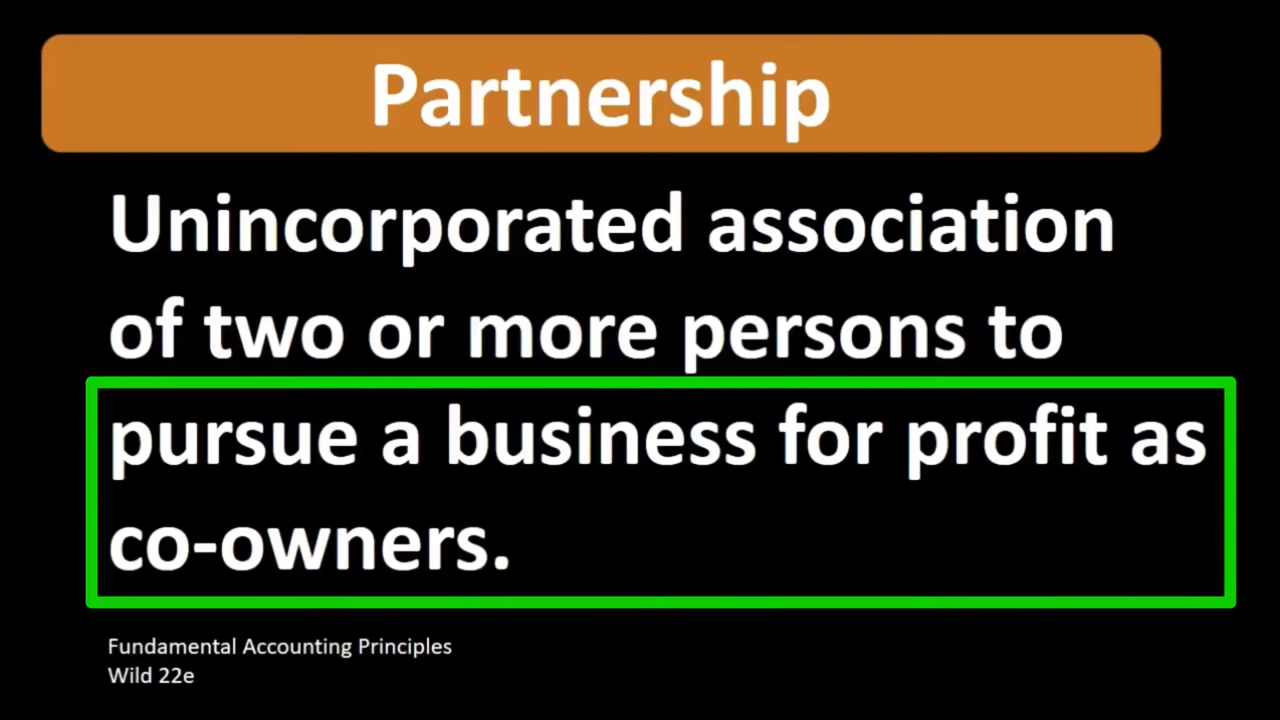 Partnership
Unincorporated association
of two or more persons to
pursue a business for profit as
co-owners.
Fundamental Accounting Principles
Wild 22e